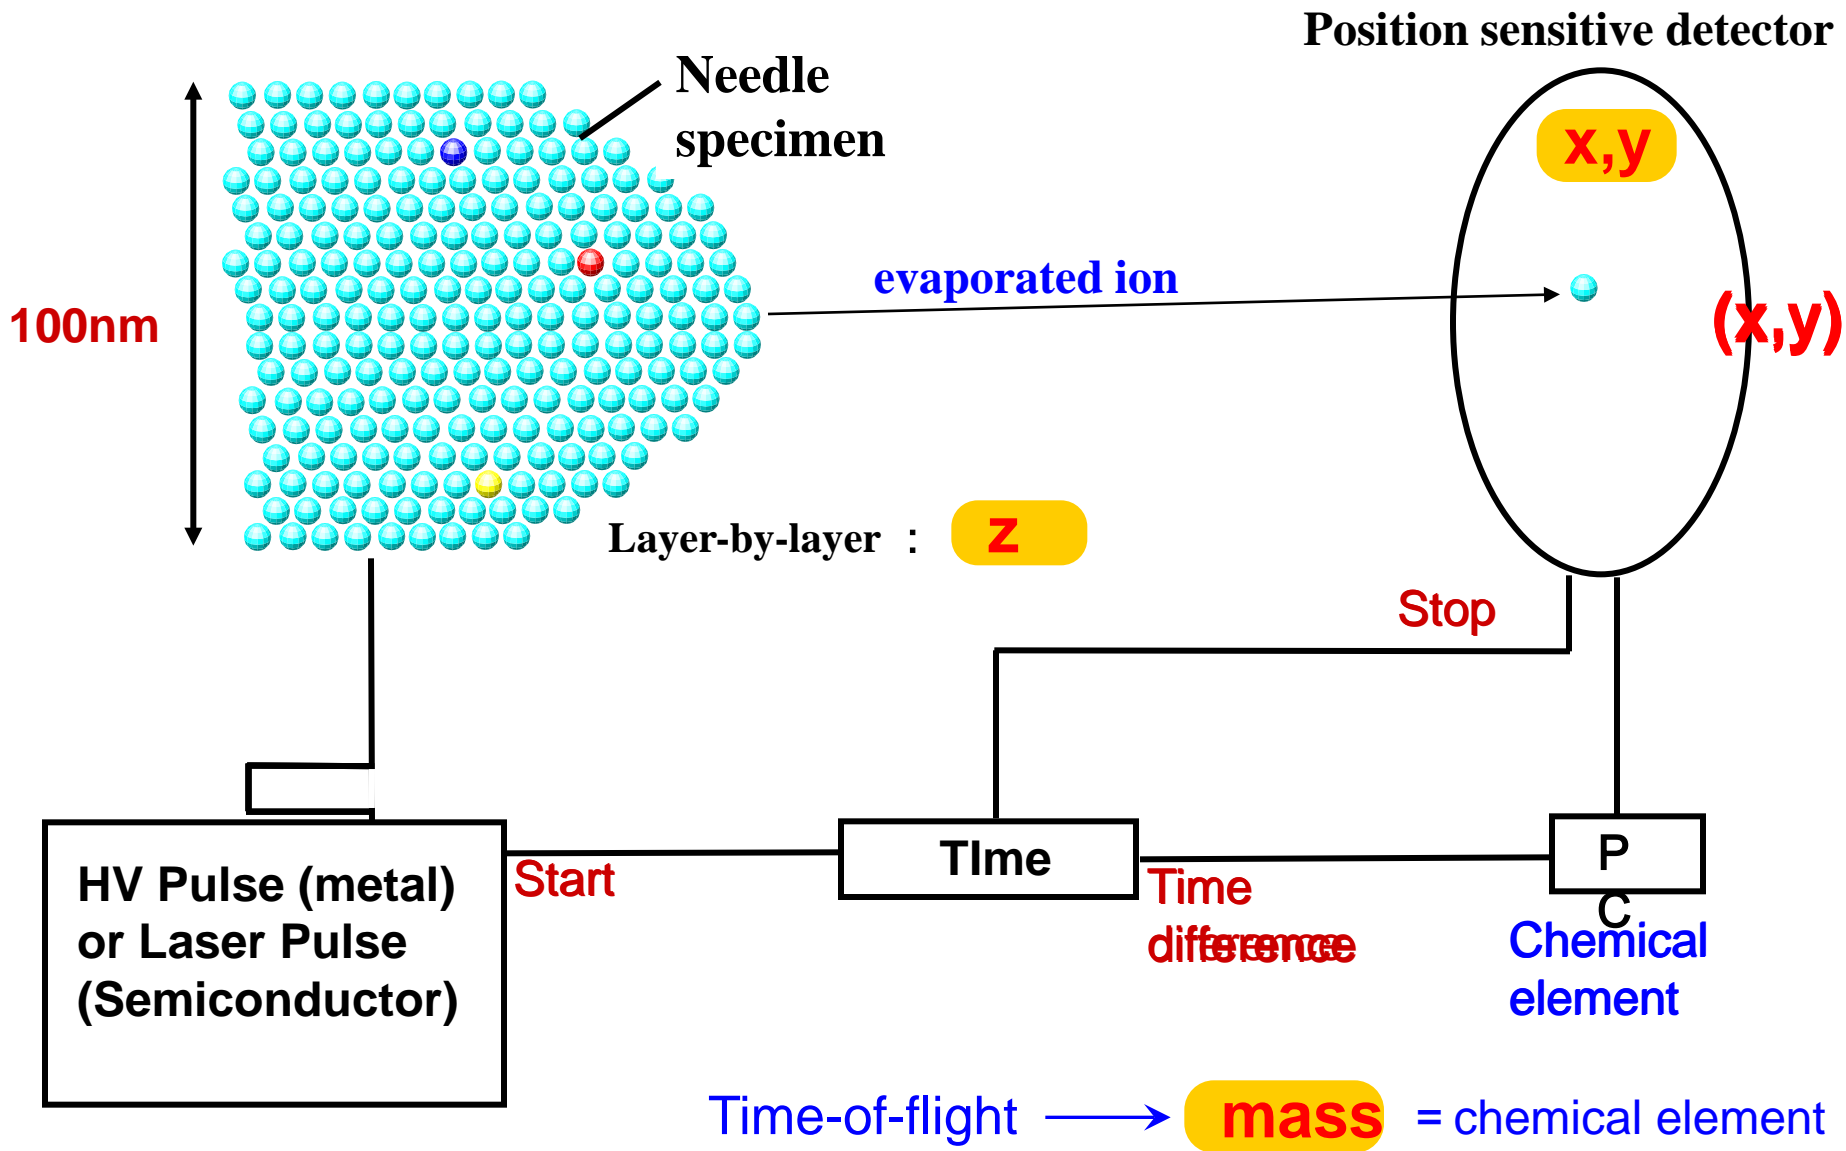 Position sensitive detector
Needle
specimen
x,y
evaporated ion
100nm
(x,y)
Layer-by-layer : z
Stop
HV Pulse (metal)
or Laser Pulse
(Semiconductor)
Start
TIme
Time
difference
P
C
Chemical
element
Time-of-flight mass = chemical element